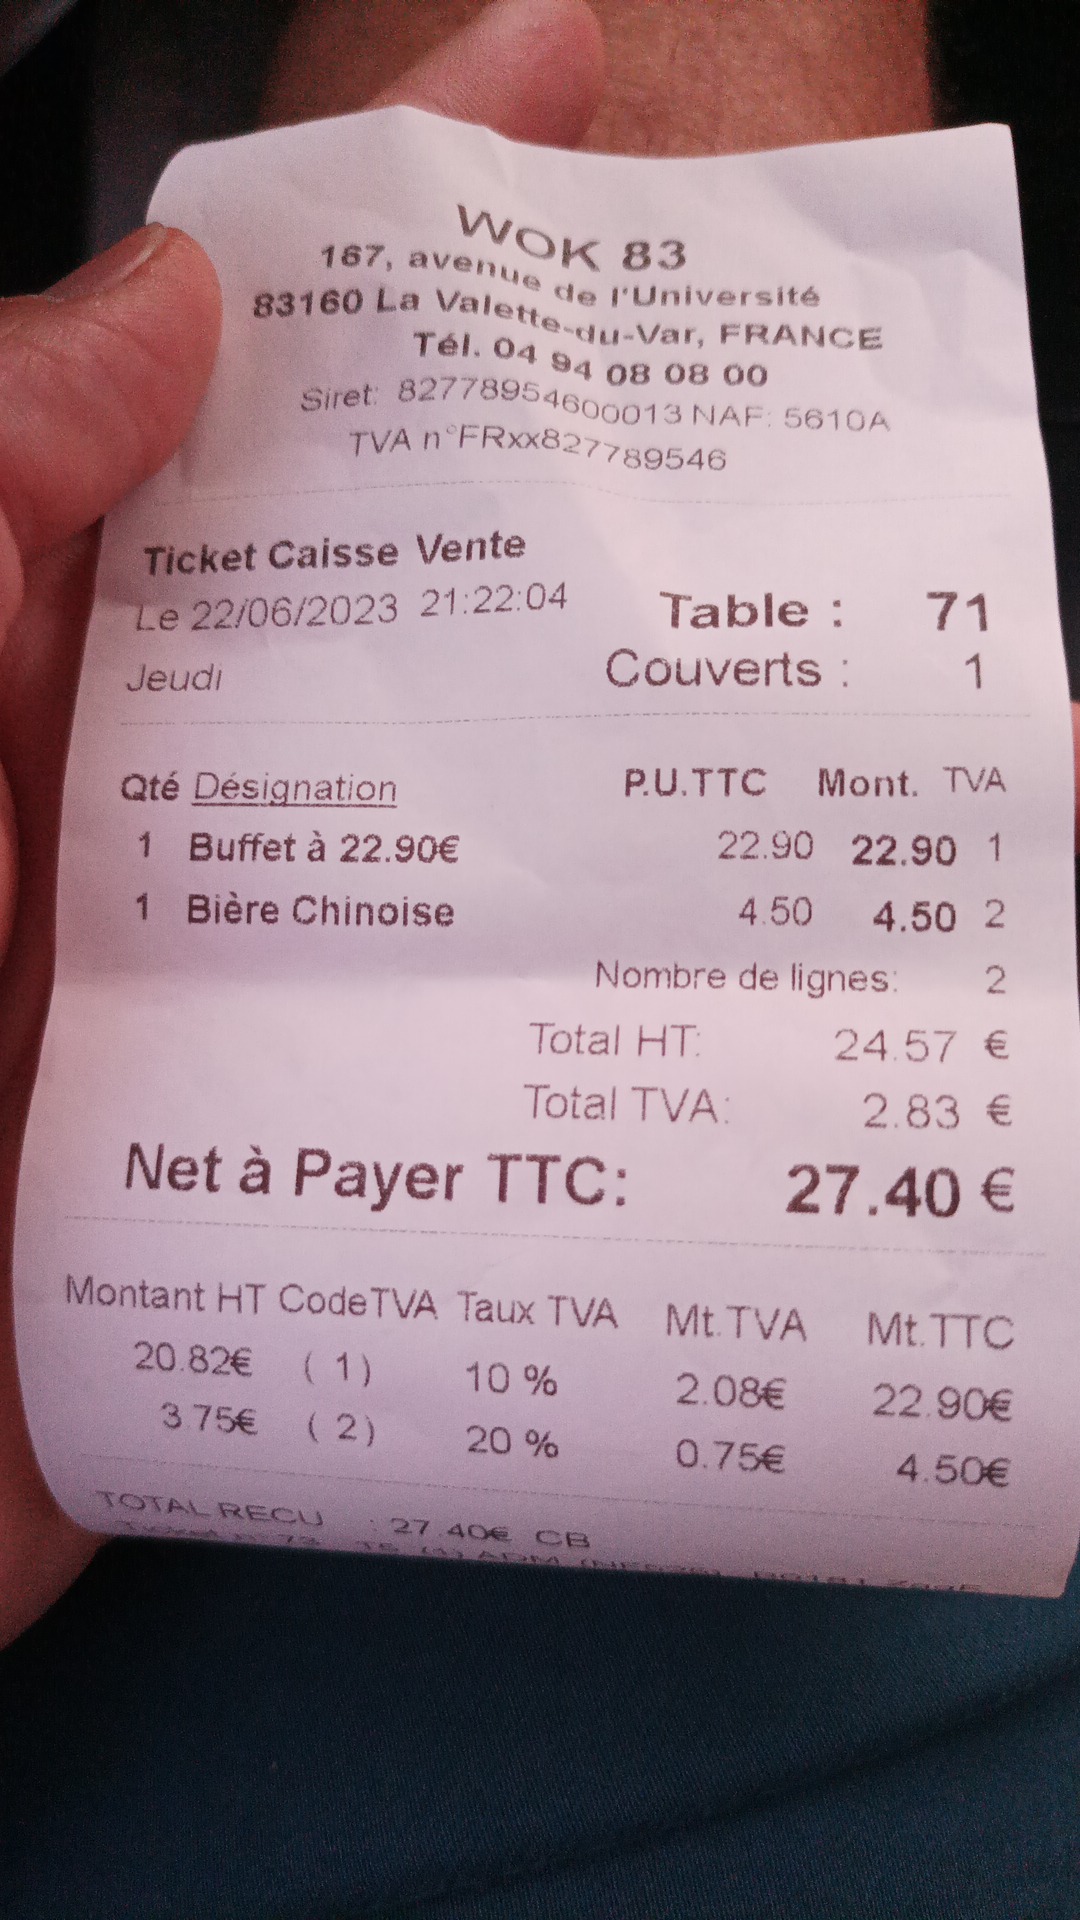 WOK 83
167, avenue de l'Université
83160 La Valette-du-Var, FRANCE
Tél. 04 94 08 08 00
Siret: 82778954600013 NAF: 5610A
TVA n°FRxx827789546
Ticket Caisse Vente
Le 22/06/2023 21:22:04 Table : 71
Jeudi Couverts : 1
Qté Désignation P.U.TTC Mont. TVA
1 Buffet à 22.90€ 22.90 22.90 1
1 Bière Chinoise 4.50 4.50 2
Nombre de lignes: 2
Total HT: 24.57 €
Total TVA: 2.83 €
Net à Payer TTC: 27.40 €
Montant HT CodeTVA Taux TVA Mt.TVA Mt.TTC
20.82€ ( 1 ) 10 % 2.08€ 22.90€
3.75€ ( 2 ) 20 % 0.75€ 4.50€
TOTAL RECU : 27.40€ CB